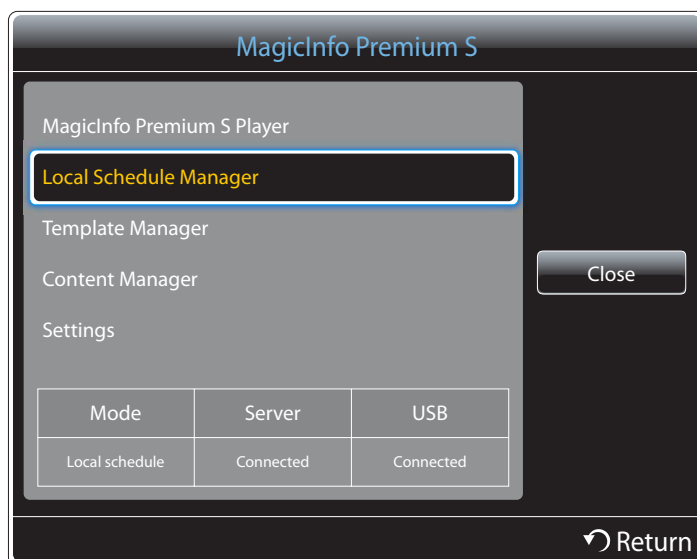 MagicInfo Premium S
MagicInfo Premium S Player
Local Schedule Manager
Template Manager
Content Manager
Settings
Close
Mode Server USB
Local schedule Connected Connected
Return